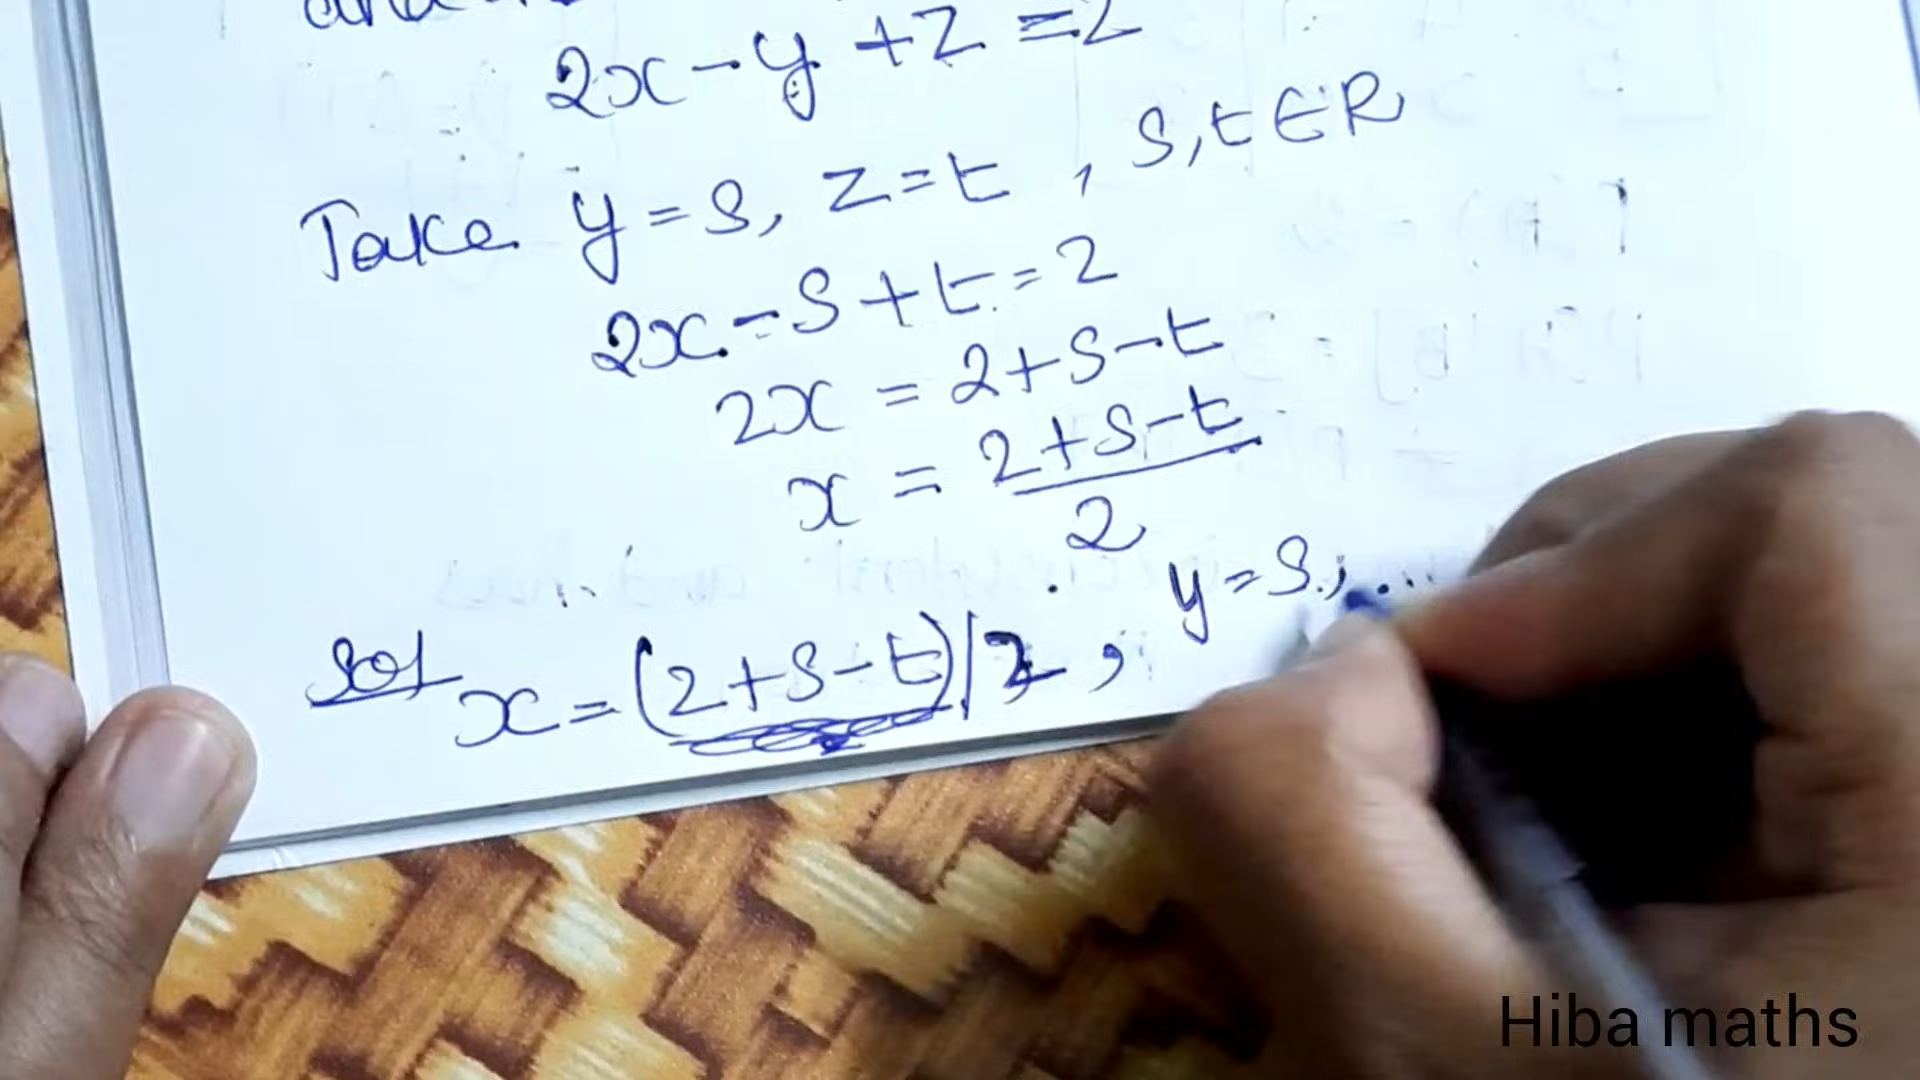 2x - y + z = 2
Take y = s, z = t, s, t ∈ R
2x - s + t = 2
2x = 2 + s - t
x = 2 + s - t / 2
Sol x = (2 + s - t)/2, y = s,
Hiba maths